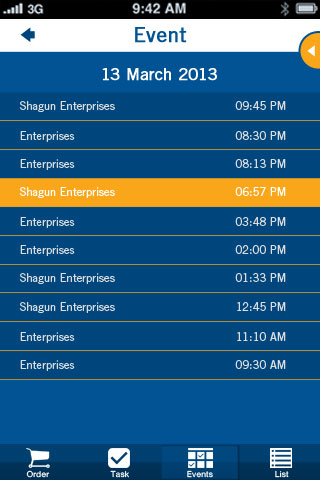 3G 9:42 AM
Event
13 March 2013
Shagun Enterprises 09:45 PM
Enterprises 08:30 PM
Enterprises 08:13 PM
Shagun Enterprises 06:57 PM
Enterprises 03:48 PM
Enterprises 02:00 PM
Shagun Enterprises 01:33 PM
Shagun Enterprises 12:45 PM
Enterprises 11:10 AM
Enterprises 09:30 AM
Order Task Events List